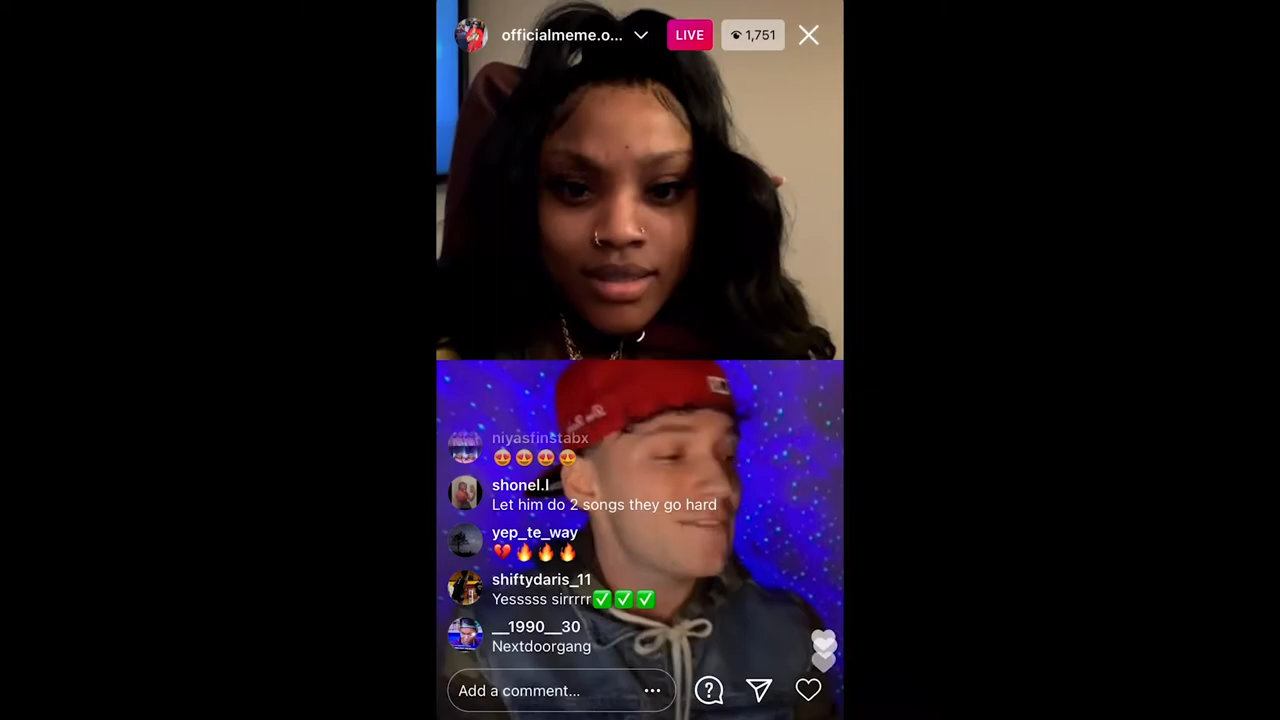 officialmeme.o...
LIVE
1,751
niyasfinstabx
😍😍😍😍
shonel.l
Let him do 2 songs they go hard
yep_te_way
💔🔥🔥🔥
shiftydaris_11
Yesssss sirrrrr✅✅✅
__1990__30
Nextdoorgang
Add a comment...